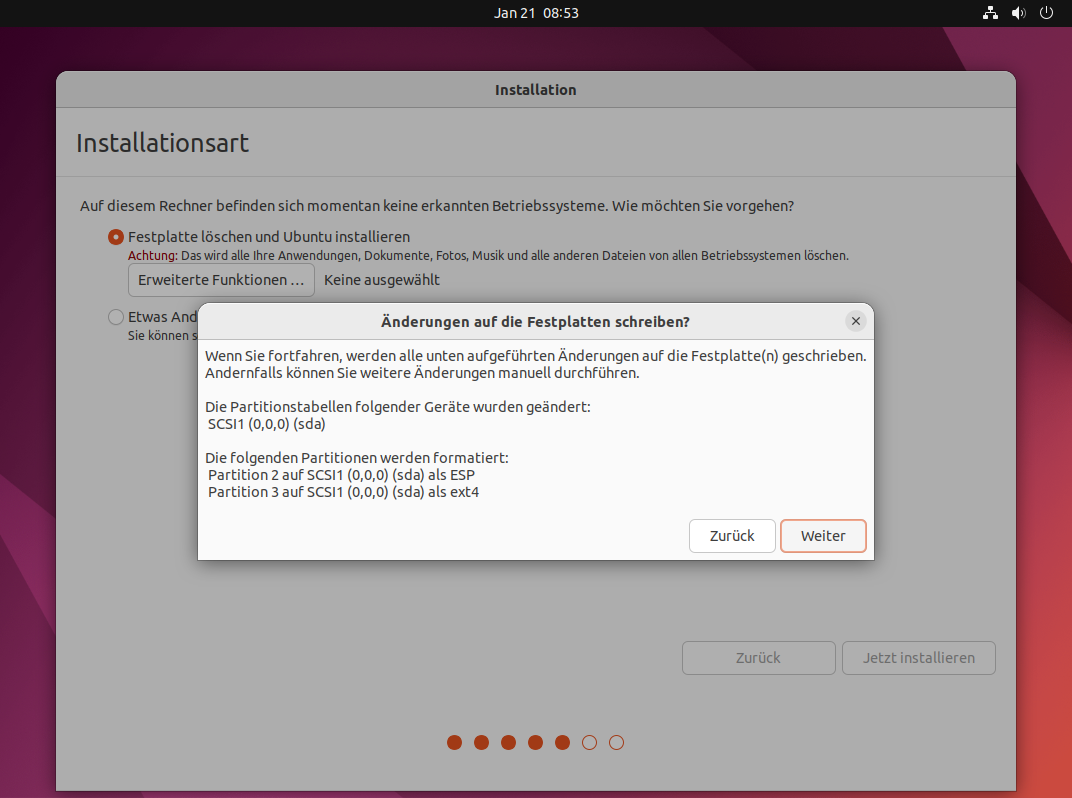 Jan 21 08:53
Installation
Installationsart
Auf diesem Rechner befinden sich momentan keine erkannten Betriebssysteme. Wie möchten Sie vorgehen?
Festplatte löschen und Ubuntu installieren
Achtung: Das wird alle Ihre Anwendungen, Dokumente, Fotos, Musik und alle anderen Dateien von allen Betriebssystemen löschen.
Erweiterte Funktionen … Keine ausgewählt
Etwas And
Sie können s
Änderungen auf die Festplatten schreiben?
Wenn Sie fortfahren, werden alle unten aufgeführten Änderungen auf die Festplatte(n) geschrieben.
Andernfalls können Sie weitere Änderungen manuell durchführen.
Die Partitionstabellen folgender Geräte wurden geändert:
SCSI1 (0,0,0) (sda)
Die folgenden Partitionen werden formatiert:
Partition 2 auf SCSI1 (0,0,0) (sda) als ESP
Partition 3 auf SCSI1 (0,0,0) (sda) als ext4
Zurück Weiter
Zurück Jetzt installieren